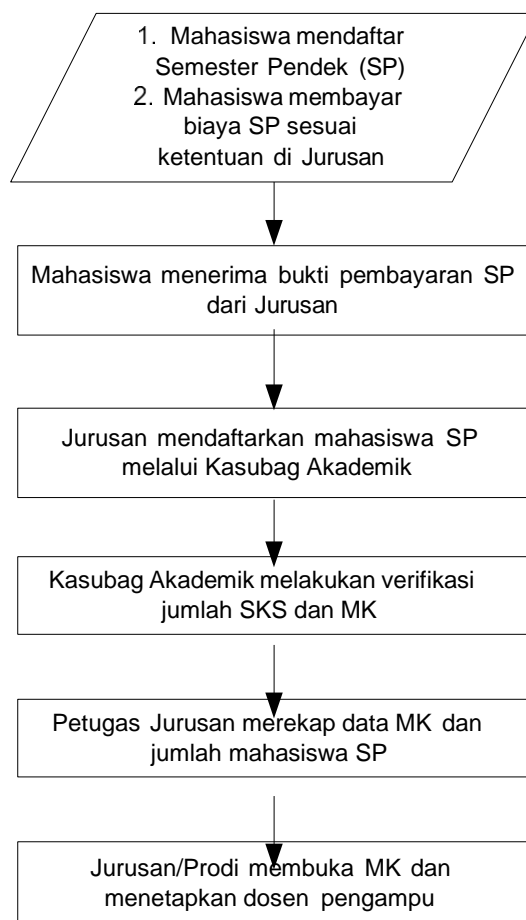 1. Mahasiswa mendaftar
Semester Pendek (SP)
2. Mahasiswa membayar
biaya SP sesuai
ketentuan di Jurusan
Mahasiswa menerima bukti pembayaran SP
dari Jurusan
Jurusan mendaftarkan mahasiswa SP
melalui Kasubag Akademik
Kasubag Akademik melakukan verifikasi
jumlah SKS dan MK
Petugas Jurusan merekap data MK dan
jumlah mahasiswa SP
Jurusan/Prodi membuka MK dan
menetapkan dosen pengampu